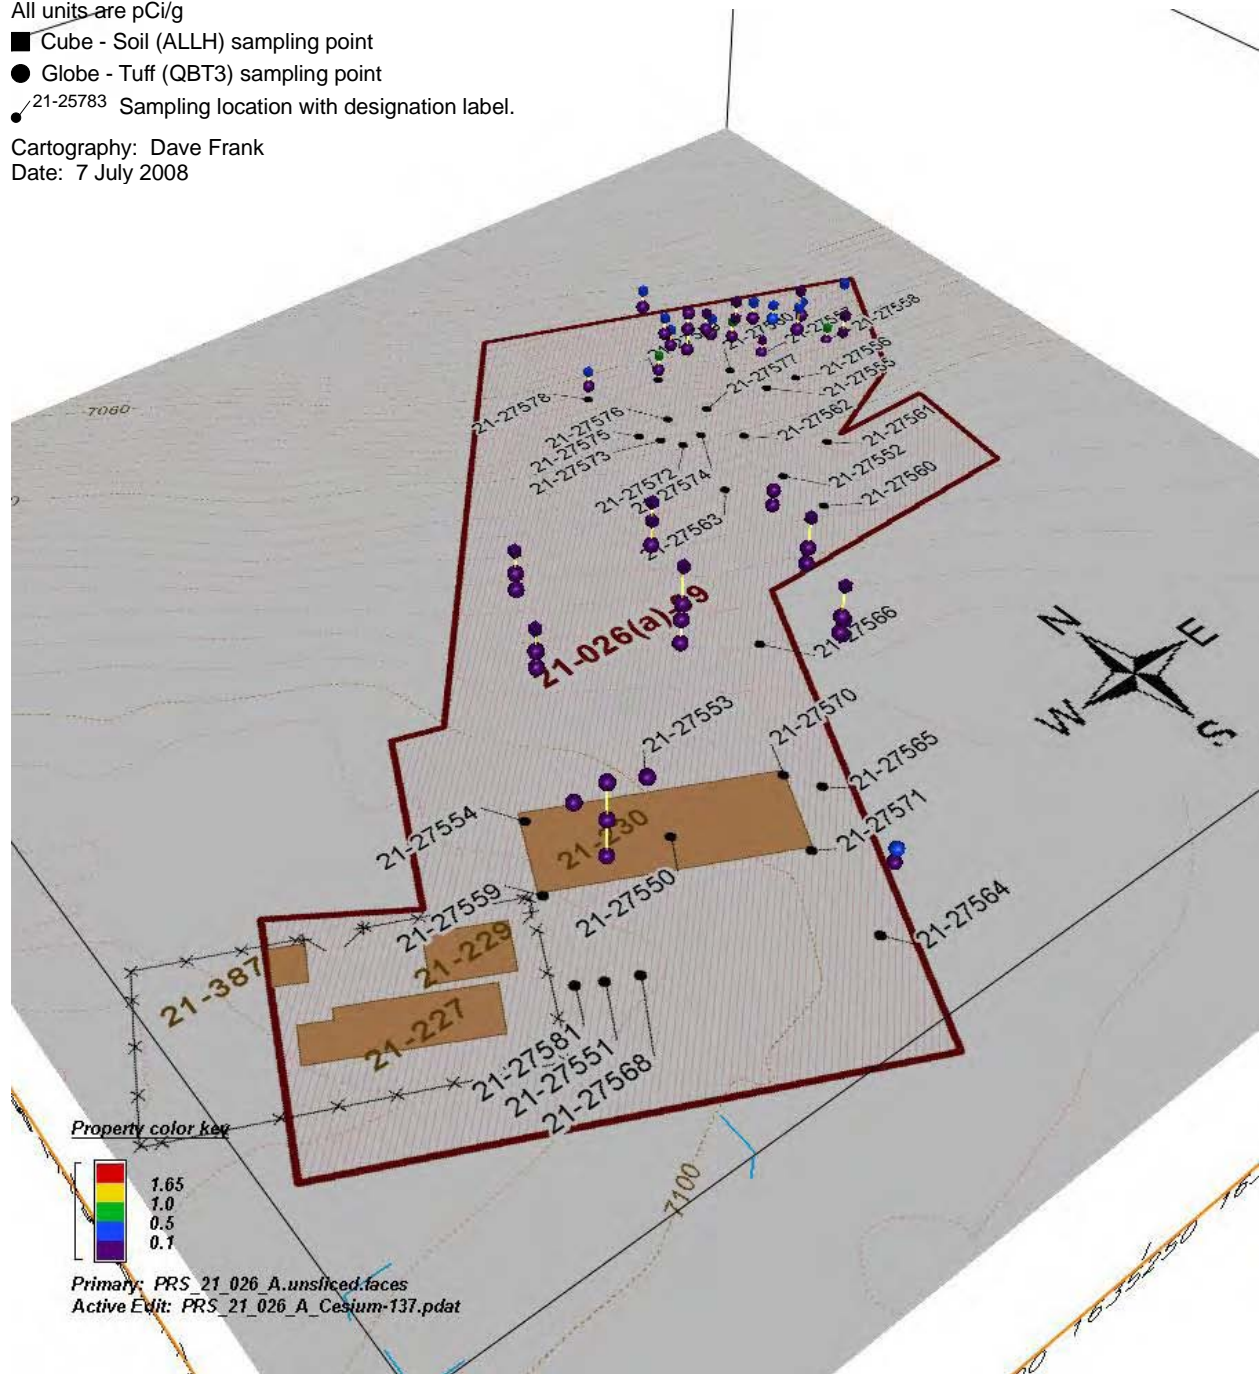 All units are pCi/g
Cube - Soil (ALLH) sampling point
Globe - Tuff (QBT3) sampling point
21-25783 Sampling location with designation label.
Cartography: Dave Frank
Date: 7 July 2008
21-27558
21-27556
21-27577
21-27555
7080
21-27578
21-27576
21-27562
21-27561
21-27575
21-27573
21-27552
21-27572
21-27574
21-27560
21-27563
21-026(a)-99
21-27566
N
E
W
S
21-27553
21-27570
21-27565
21-27554
21-230
21-27571
21-27559
21-27550
21-27564
21-229
21-387
21-227
21-27581
21-27551
21-27568
7100
Property color key
1.65
1.0
0.5
0.1
Primary: PRS_21_026_A.unsliced.faces
Active Edit: PRS_21_026_A_Cesium-137.pdat
1635250